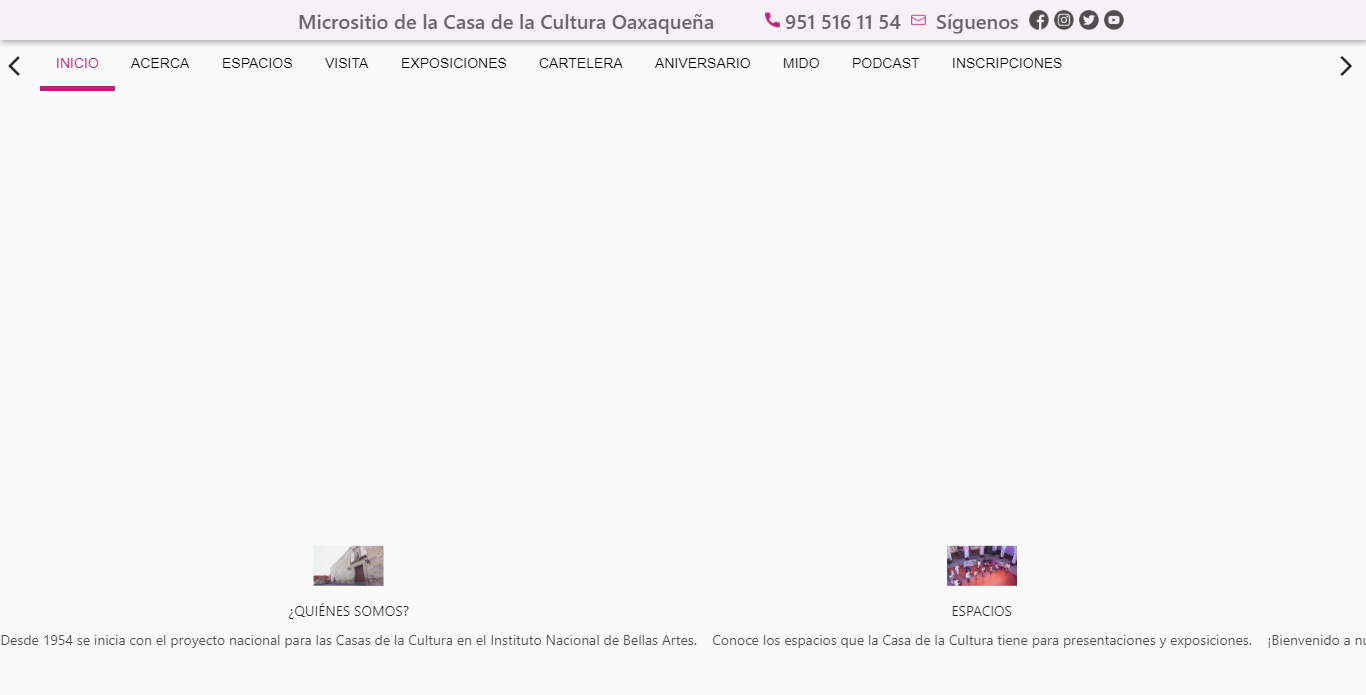 Micrositio de la Casa de la Cultura Oaxaqueña 951 516 11 54 Síguenos
INICIO ACERCA ESPACIOS VISITA EXPOSICIONES CARTELERA ANIVERSARIO MIDO PODCAST INSCRIPCIONES
¿QUIÉNES SOMOS? ESPACIOS
Desde 1954 se inicia con el proyecto nacional para las Casas de la Cultura en el Instituto Nacional de Bellas Artes. Conoce los espacios que la Casa de la Cultura tiene para presentaciones y exposiciones. ¡Bienvenido a